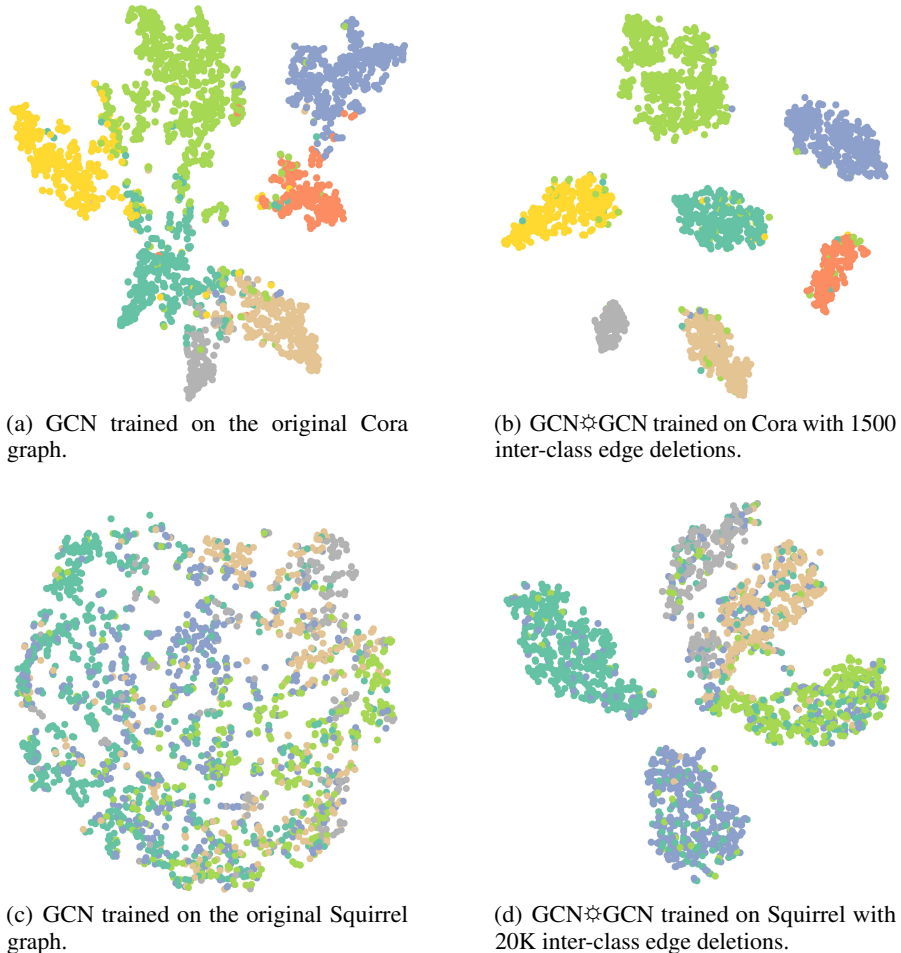 (a) GCN trained on the original Cora
graph.
(b) GCN☼GCN trained on Cora with 1500
inter-class edge deletions.
(c) GCN trained on the original Squirrel
graph.
(d) GCN☼GCN trained on Squirrel with
20K inter-class edge deletions.